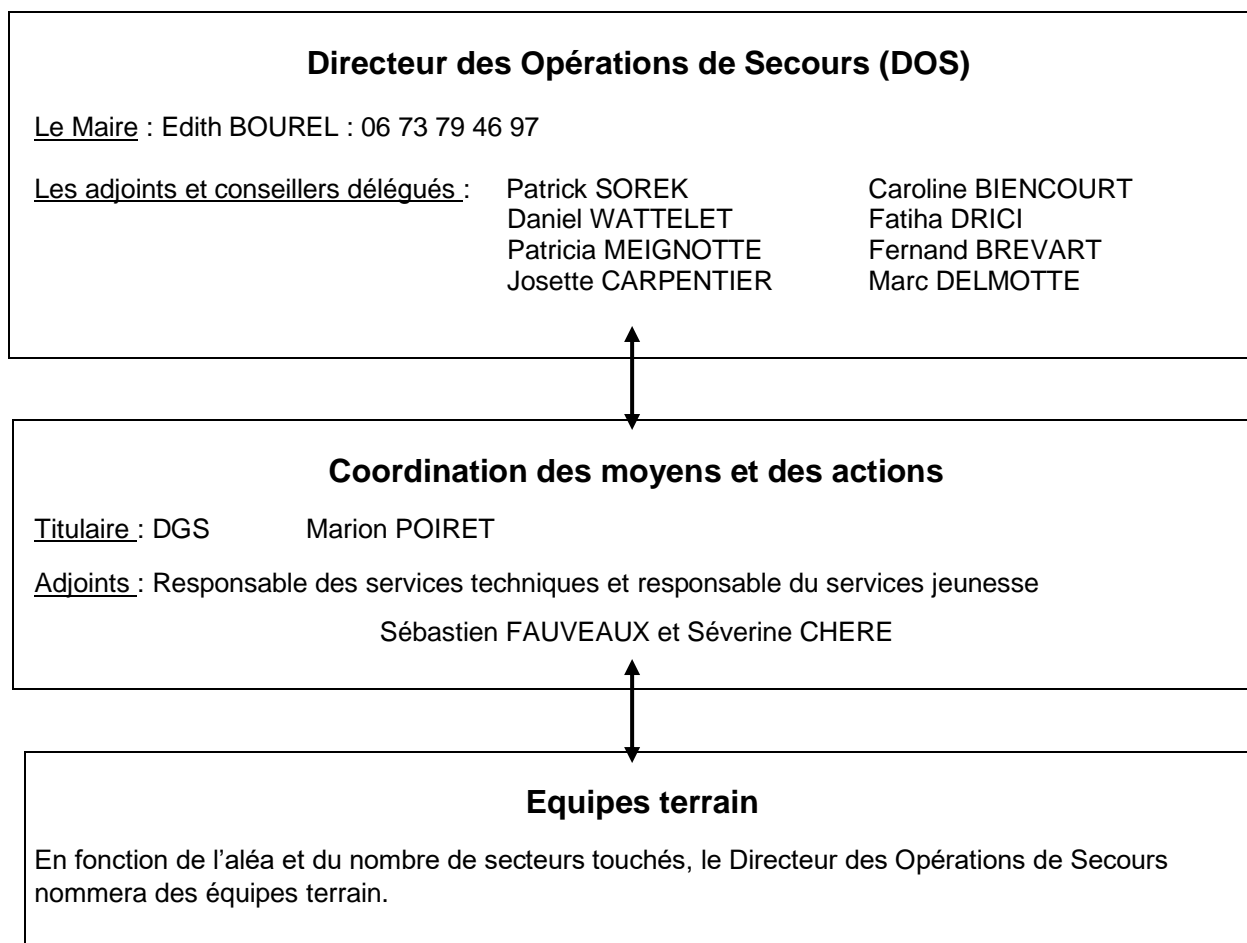 Directeur des Opérations de Secours (DOS)
Le Maire : Edith BOUREL : 06 73 79 46 97
Les adjoints et conseillers délégués : Patrick SOREK Caroline BIENCOURT
Daniel WATTELET Fatiha DRICI
Patricia MEIGNOTTE Fernand BREVART
Josette CARPENTIER Marc DELMOTTE
Coordination des moyens et des actions
Titulaire : DGS Marion POIRET
Adjoints : Responsable des services techniques et responsable du services jeunesse
Sébastien FAUVEAUX et Séverine CHERE
Equipes terrain
En fonction de l’aléa et du nombre de secteurs touchés, le Directeur des Opérations de Secours
nommera des équipes terrain.